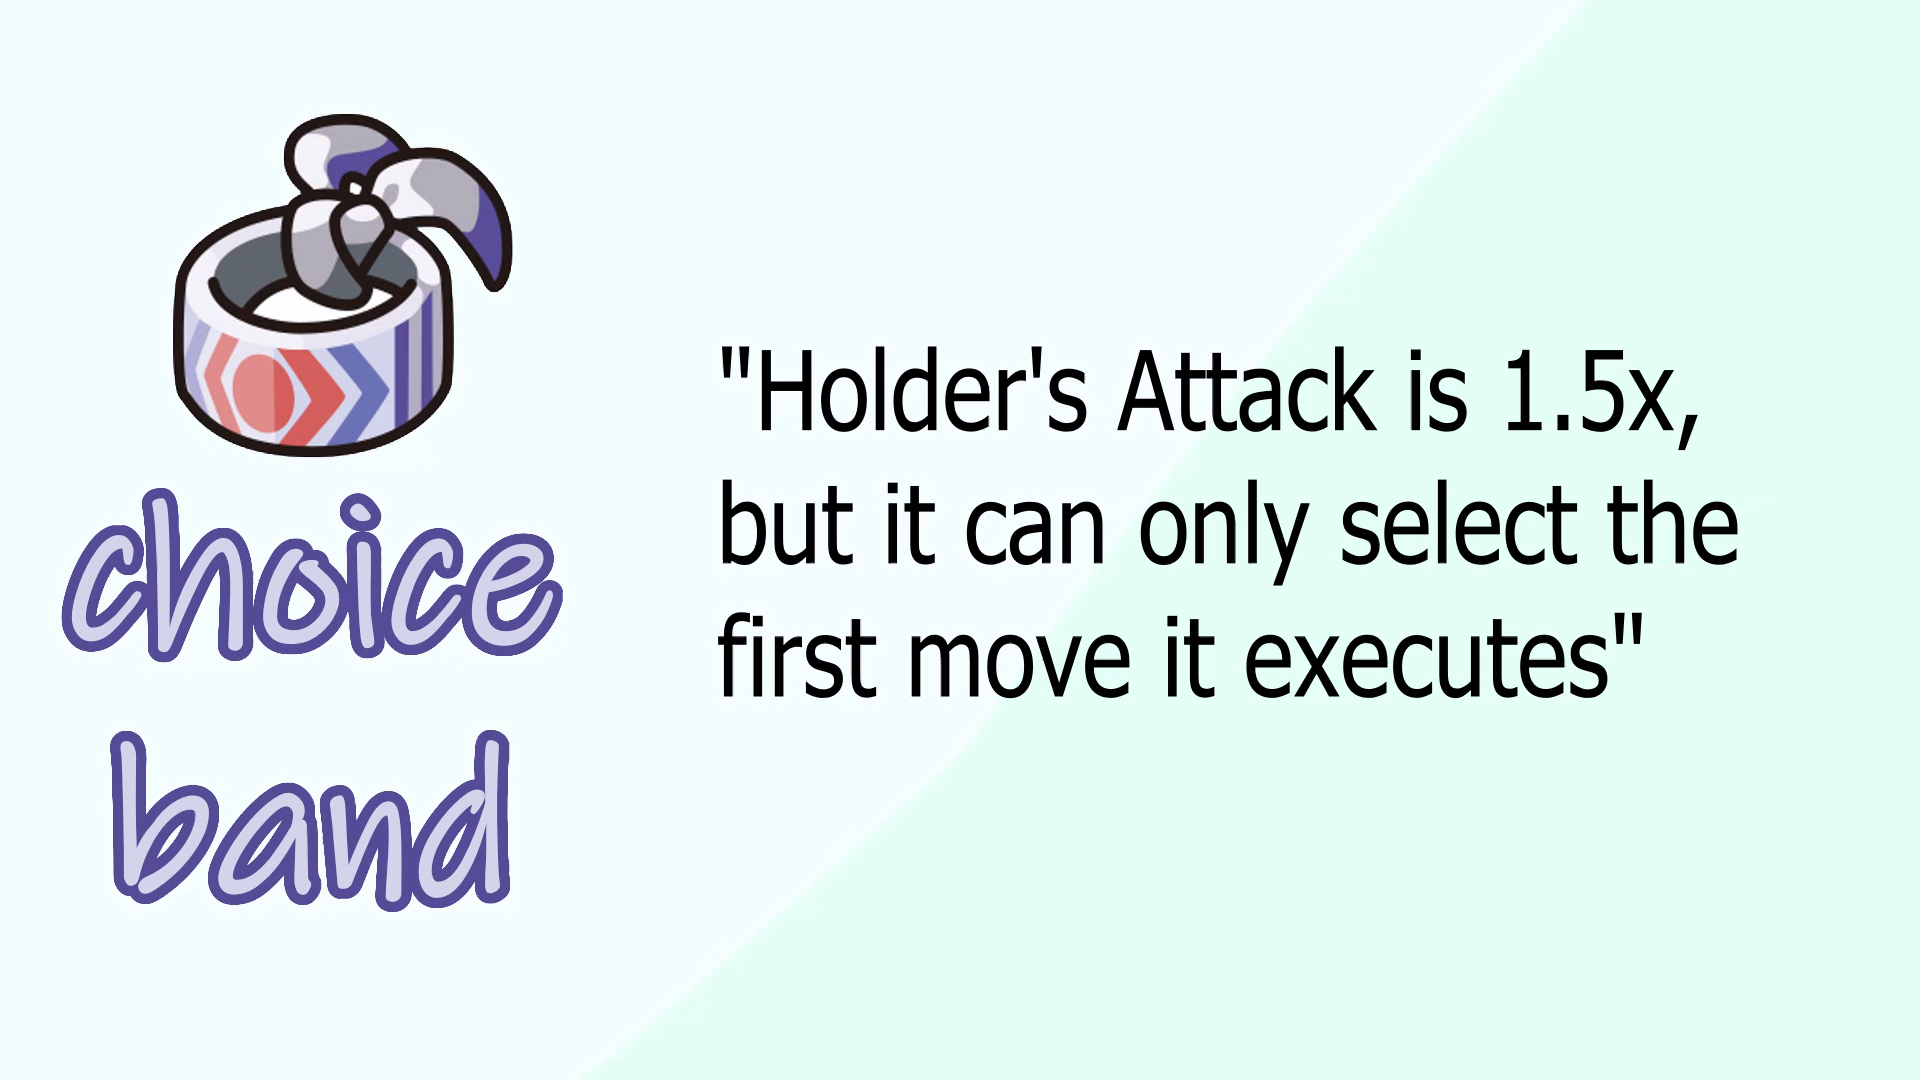 choice
band
"Holder's Attack is 1.5x,
but it can only select the
first move it executes"